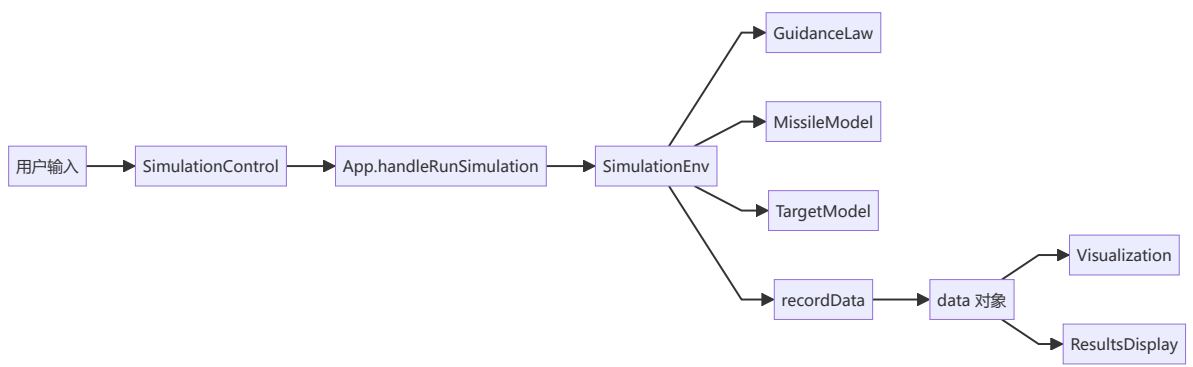 用户输入
SimulationControl
App.handleRunSimulation
SimulationEnv
GuidanceLaw
MissileModel
TargetModel
recordData
data 对象
Visualization
ResultsDisplay